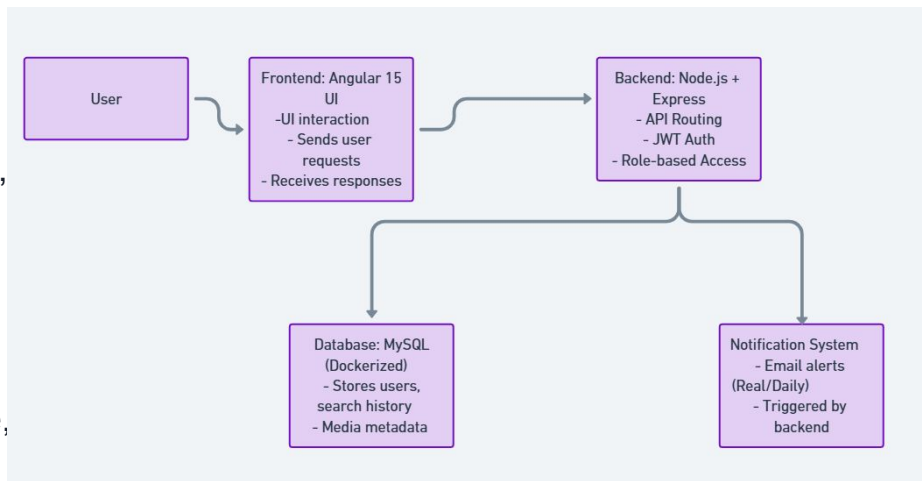 User
Frontend: Angular 15
UI
-UI interaction
- Sends user
requests
- Receives responses
Backend: Node.js +
Express
- API Routing
- JWT Auth
- Role-based Access
,
Database: MySQL
(Dockerized)
- Stores users,
search history
- Media metadata
Notification System
- Email alerts
(Real/Daily)
- Triggered by
backend
,